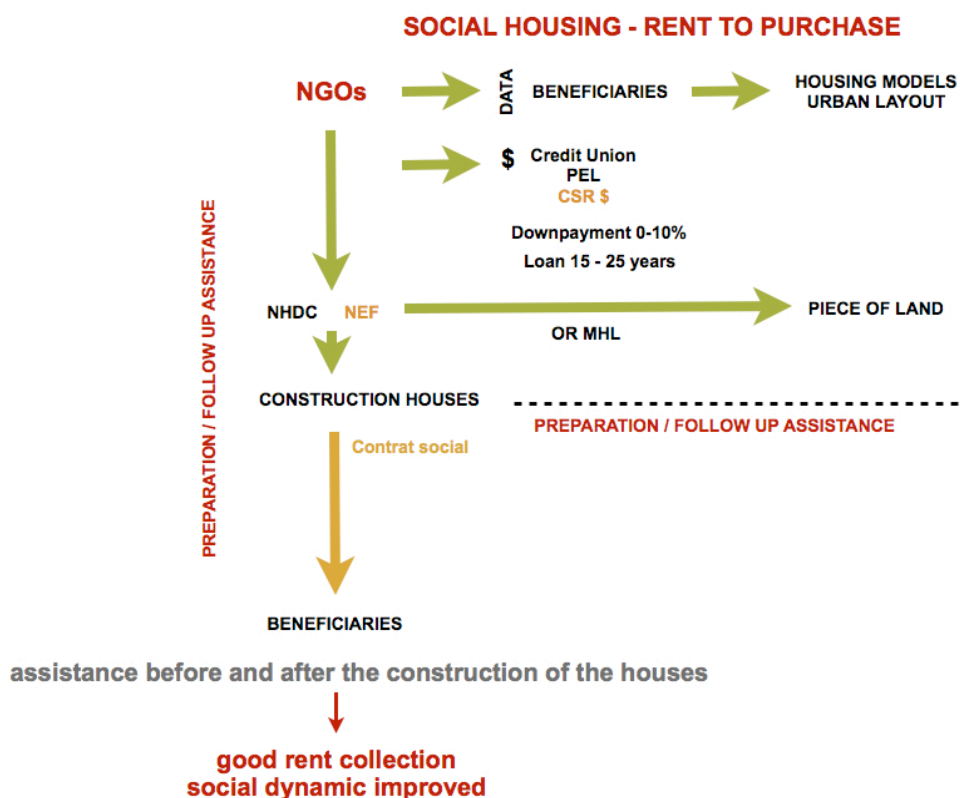 SOCIAL HOUSING - RENT TO PURCHASE
NGOs
DATA
BENEFICIARIES
HOUSING MODELS
URBAN LAYOUT
$
Credit Union
PEL
CSR $
Downpayment 0-10%
Loan 15 - 25 years
PREPARATION / FOLLOW UP ASSISTANCE
NHDC NEF
OR MHL
PIECE OF LAND
CONSTRUCTION HOUSES
PREPARATION / FOLLOW UP ASSISTANCE
Contrat social
BENEFICIARIES
assistance before and after the construction of the houses
good rent collection
social dynamic improved